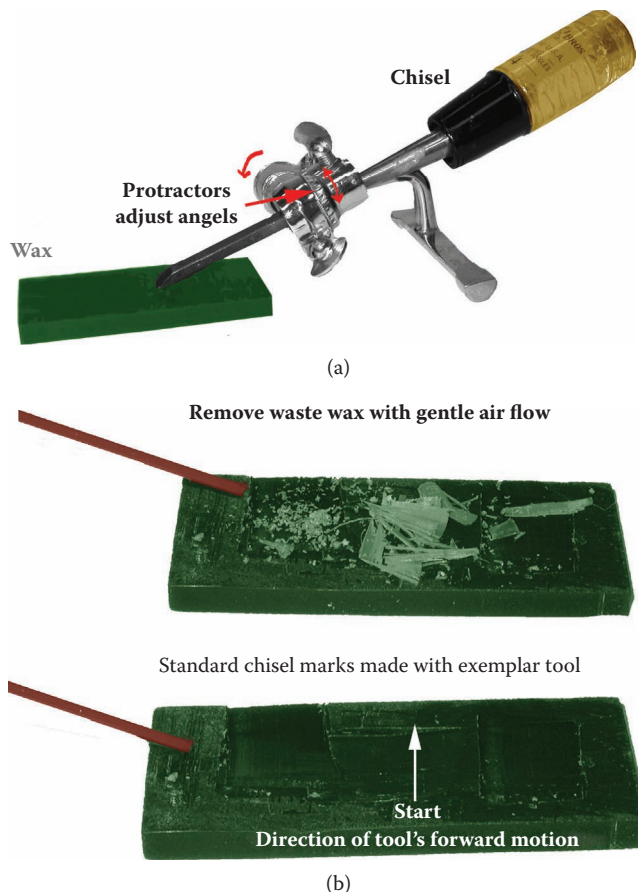 Chisel
Protractors
adjust angels
Wax
(a)
Remove waste wax with gentle air flow
Standard chisel marks made with exemplar tool
Start
Direction of tool's forward motion
(b)